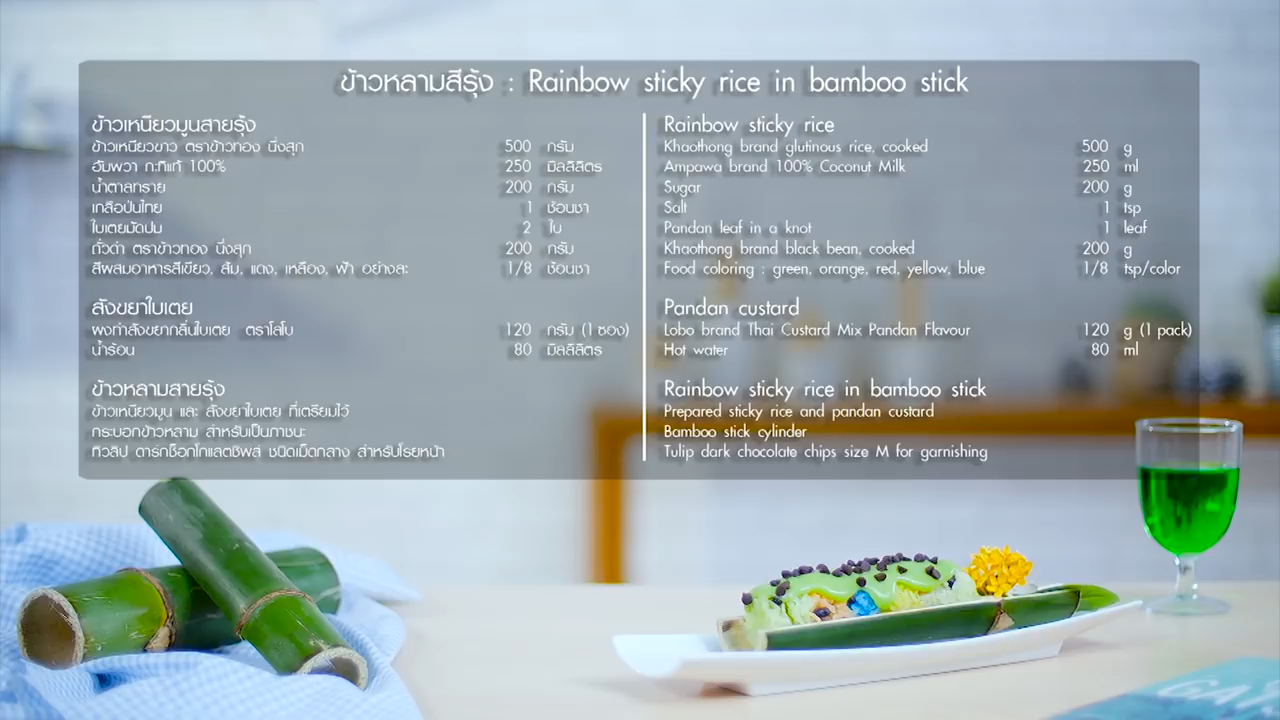 ข้าวหลามสีรุ้ง : Rainbow sticky rice in bamboo stick
ข้าวเหนียวมูนสายรุ้ง
ข้าวเหนียวขาว ตราข้าวทอง นึ่งสุก 500 กรัม
อัมพวา กะทิแท้ 100% 250 มิลลิลิตร
น้ำตาลทราย 200 กรัม
เกลือป่นไทย 1 ช้อนชา
ใบเตยมัดปม 2 ใบ
ถั่วดำ ตราข้าวทอง นึ่งสุก 200 กรัม
สีผสมอาหารสีเขียว, ส้ม, แดง, เหลือง, ฟ้า อย่างละ 1/8 ช้อนชา
สังขยาใบเตย
ผงทำสังขยากลิ่นใบเตย ตราโลโบ 120 กรัม (1 ซอง)
น้ำร้อน 80 มิลลิลิตร
ข้าวหลามสายรุ้ง
ข้าวเหนียวมูน และ สังขยาใบเตย ที่เตรียมไว้
กระบอกข้าวหลาม สำหรับเป็นภาชนะ
ทิวลิป ดาร์กช็อกโกแลตชิพส์ ชนิดเม็ดกลาง สำหรับโรยหน้า
Rainbow sticky rice
Khaothong brand glutinous rice, cooked 500 g
Ampawa brand 100% Coconut Milk 250 ml
Sugar 200 g
Salt 1 tsp
Pandan leaf in a knot 1 leaf
Khaothong brand black bean, cooked 200 g
Food coloring : green, orange, red, yellow, blue 1/8 tsp/color
Pandan custard
Lobo brand Thai Custard Mix Pandan Flavour 120 g (1 pack)
Hot water 80 ml
Rainbow sticky rice in bamboo stick
Prepared sticky rice and pandan custard
Bamboo stick cylinder
Tulip dark chocolate chips size M for garnishing